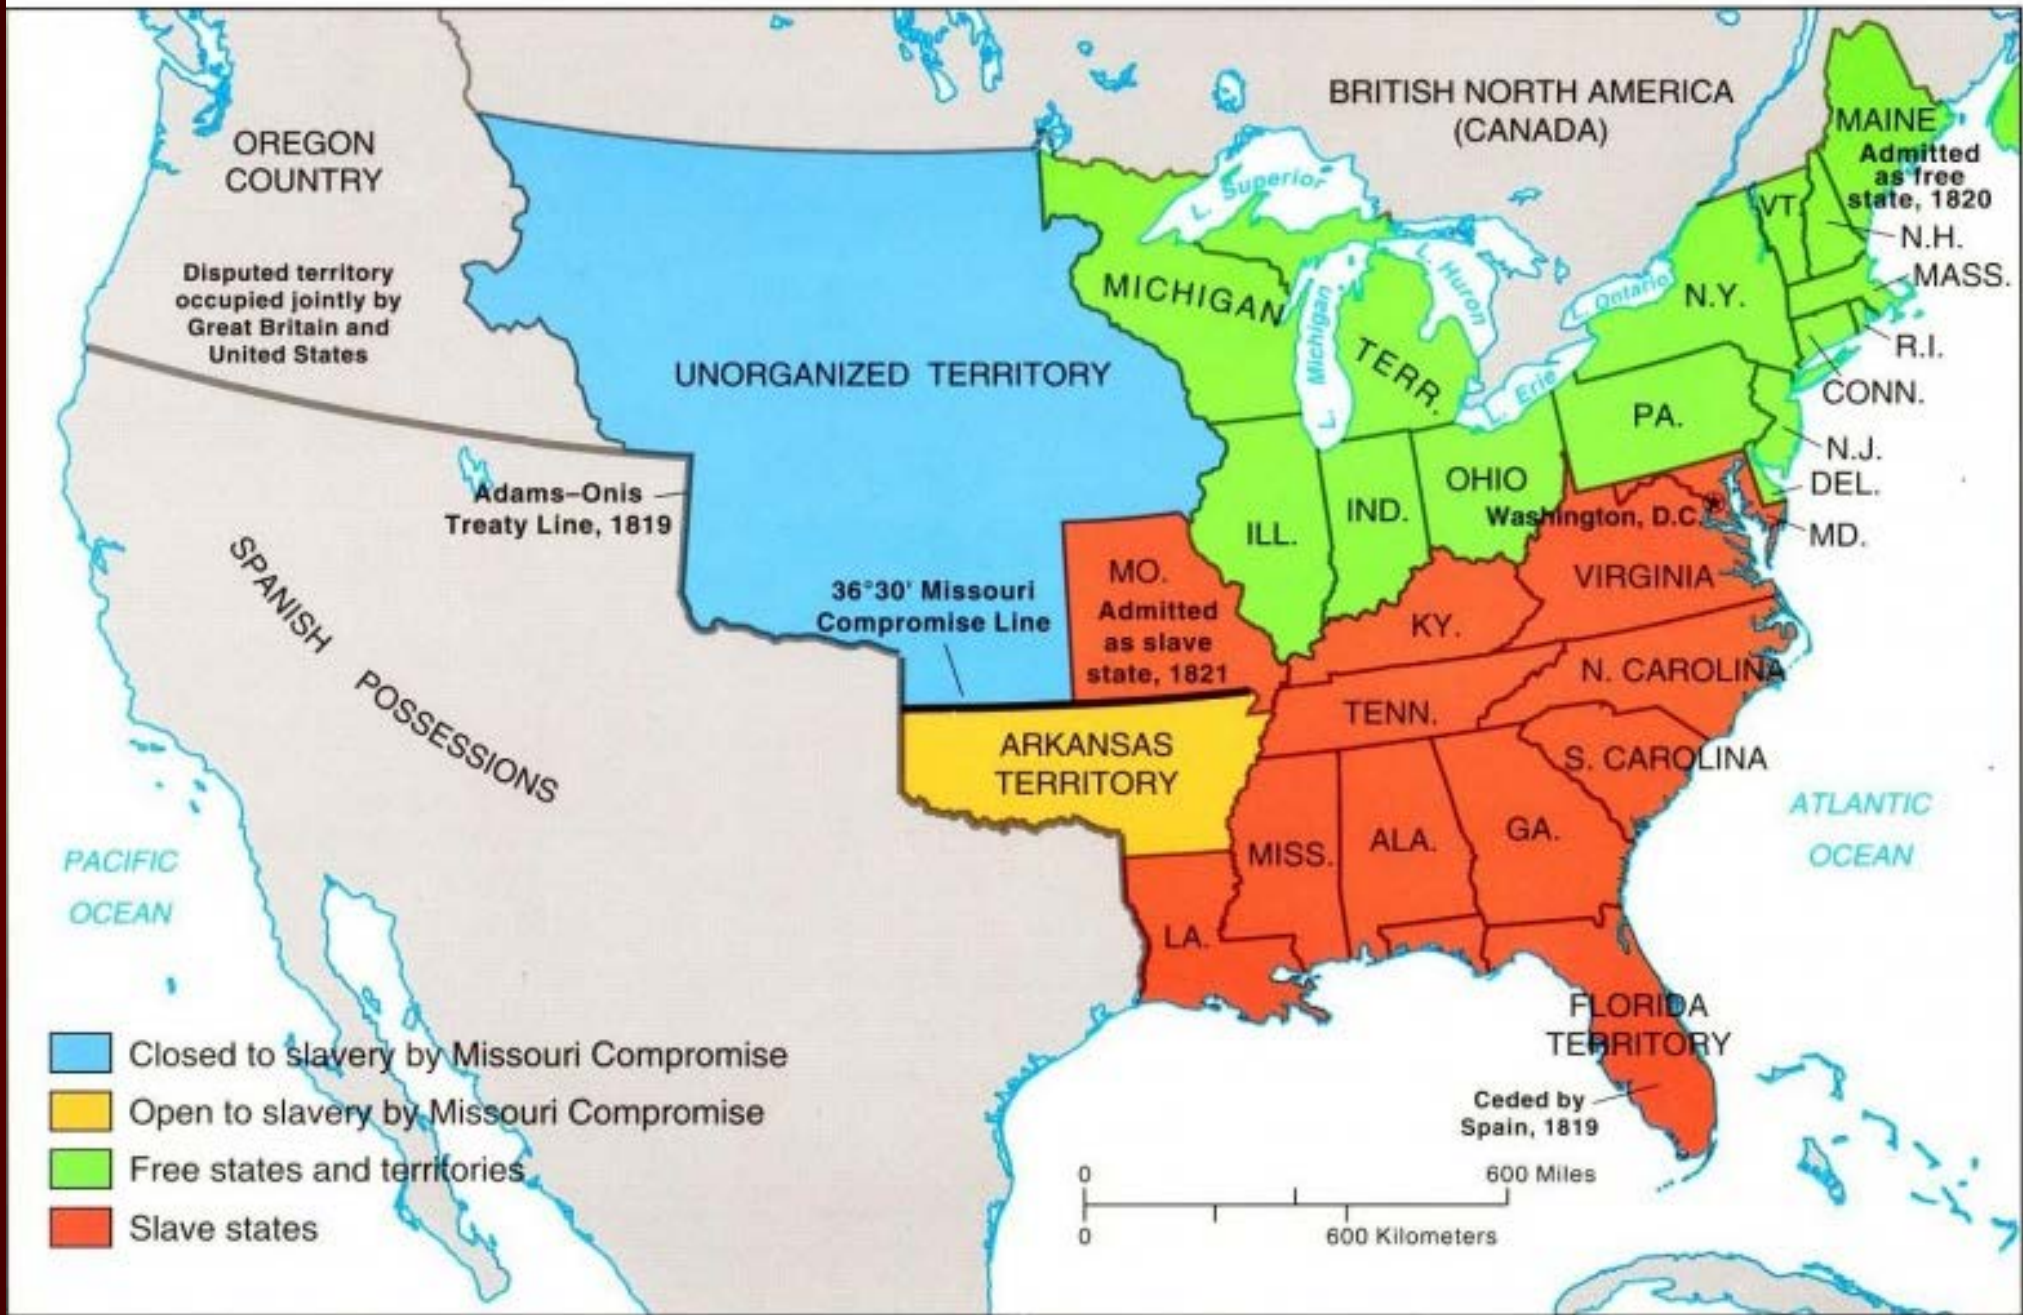 BRITISH NORTH AMERICA
(CANADA)
OREGON
COUNTRY
Disputed territory
occupied jointly by
Great Britain and
United States
MAINE
Admitted
as free
state, 1820
L. Superior
VT.
N.H.
MASS.
L. Huron
L. Ontario
N.Y.
MICHIGAN
TERR.
L. Michigan
R.I.
CONN.
UNORGANIZED TERRITORY
L. Erie
PA.
N.J.
DEL.
MD.
Adams–Onis
Treaty Line, 1819
OHIO
IND.
ILL.
Washington, D.C.
SPANISH
POSSESSIONS
36°30' Missouri
Compromise Line
MO.
Admitted
as slave
state, 1821
VIRGINIA
KY.
N. CAROLINA
TENN.
ARKANSAS
TERRITORY
S. CAROLINA
ATLANTIC
OCEAN
PACIFIC
OCEAN
MISS.
ALA.
GA.
LA.
FLORIDA
TERRITORY
Ceded by
Spain, 1819
Closed to slavery by Missouri Compromise
Open to slavery by Missouri Compromise
Free states and territories
Slave states
0
600 Miles
0
600 Kilometers